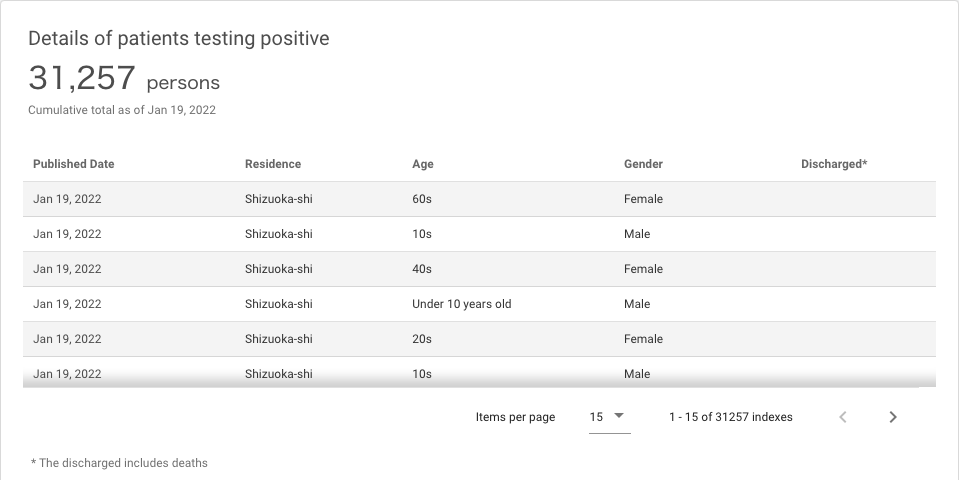 Details of patients testing positive
31,257 persons
Cumulative total as of Jan 19, 2022
Published Date Residence Age Gender Discharged*
Jan 19, 2022 Shizuoka-shi 60s Female
Jan 19, 2022 Shizuoka-shi 10s Male
Jan 19, 2022 Shizuoka-shi 40s Female
Jan 19, 2022 Shizuoka-shi Under 10 years old Male
Jan 19, 2022 Shizuoka-shi 20s Female
Jan 19, 2022 Shizuoka-shi 10s Male
Items per page 15 1 - 15 of 31257 indexes
* The discharged includes deaths